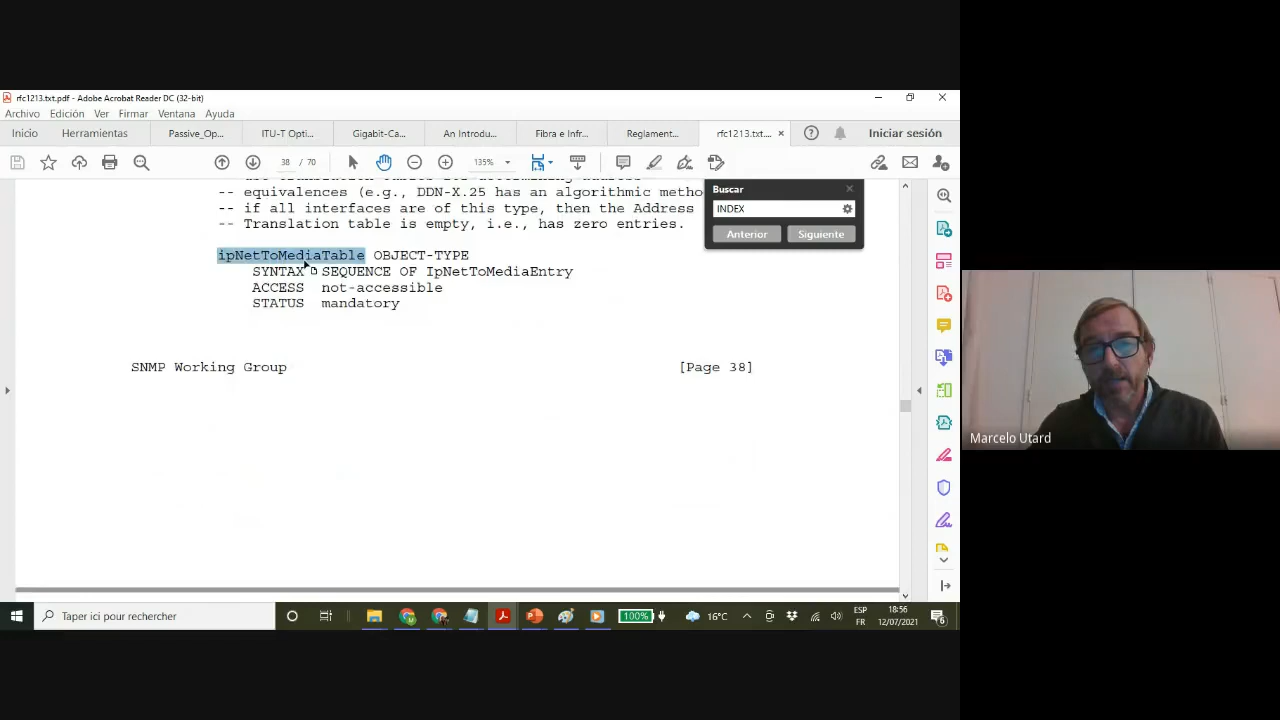 rfc1213.txt.pdf - Adobe Acrobat Reader DC (32-bit)
Archivo Edición Ver Firmar Ventana Ayuda
Inicio Herramientas Passive_Op... ITU-T Opti... Gigabit-Ca... An Introdu... Fibra e Infr... Reglament... rfc1213.txt.... Iniciar sesión
38 / 70 135%
-- equivalences (e.g., DDN-X.25 has an algorithmic metho
-- if all interfaces are of this type, then the Address
-- Translation table is empty, i.e., has zero entries.
Buscar
INDEX
Anterior Siguiente
ipNetToMediaTable OBJECT-TYPE
SYNTAX SEQUENCE OF IpNetToMediaEntry
ACCESS not-accessible
STATUS mandatory
SNMP Working Group [Page 38]
Marcelo Utard
Taper ici pour rechercher
100%
16°C
ESP
FR
18:56
12/07/2021
6